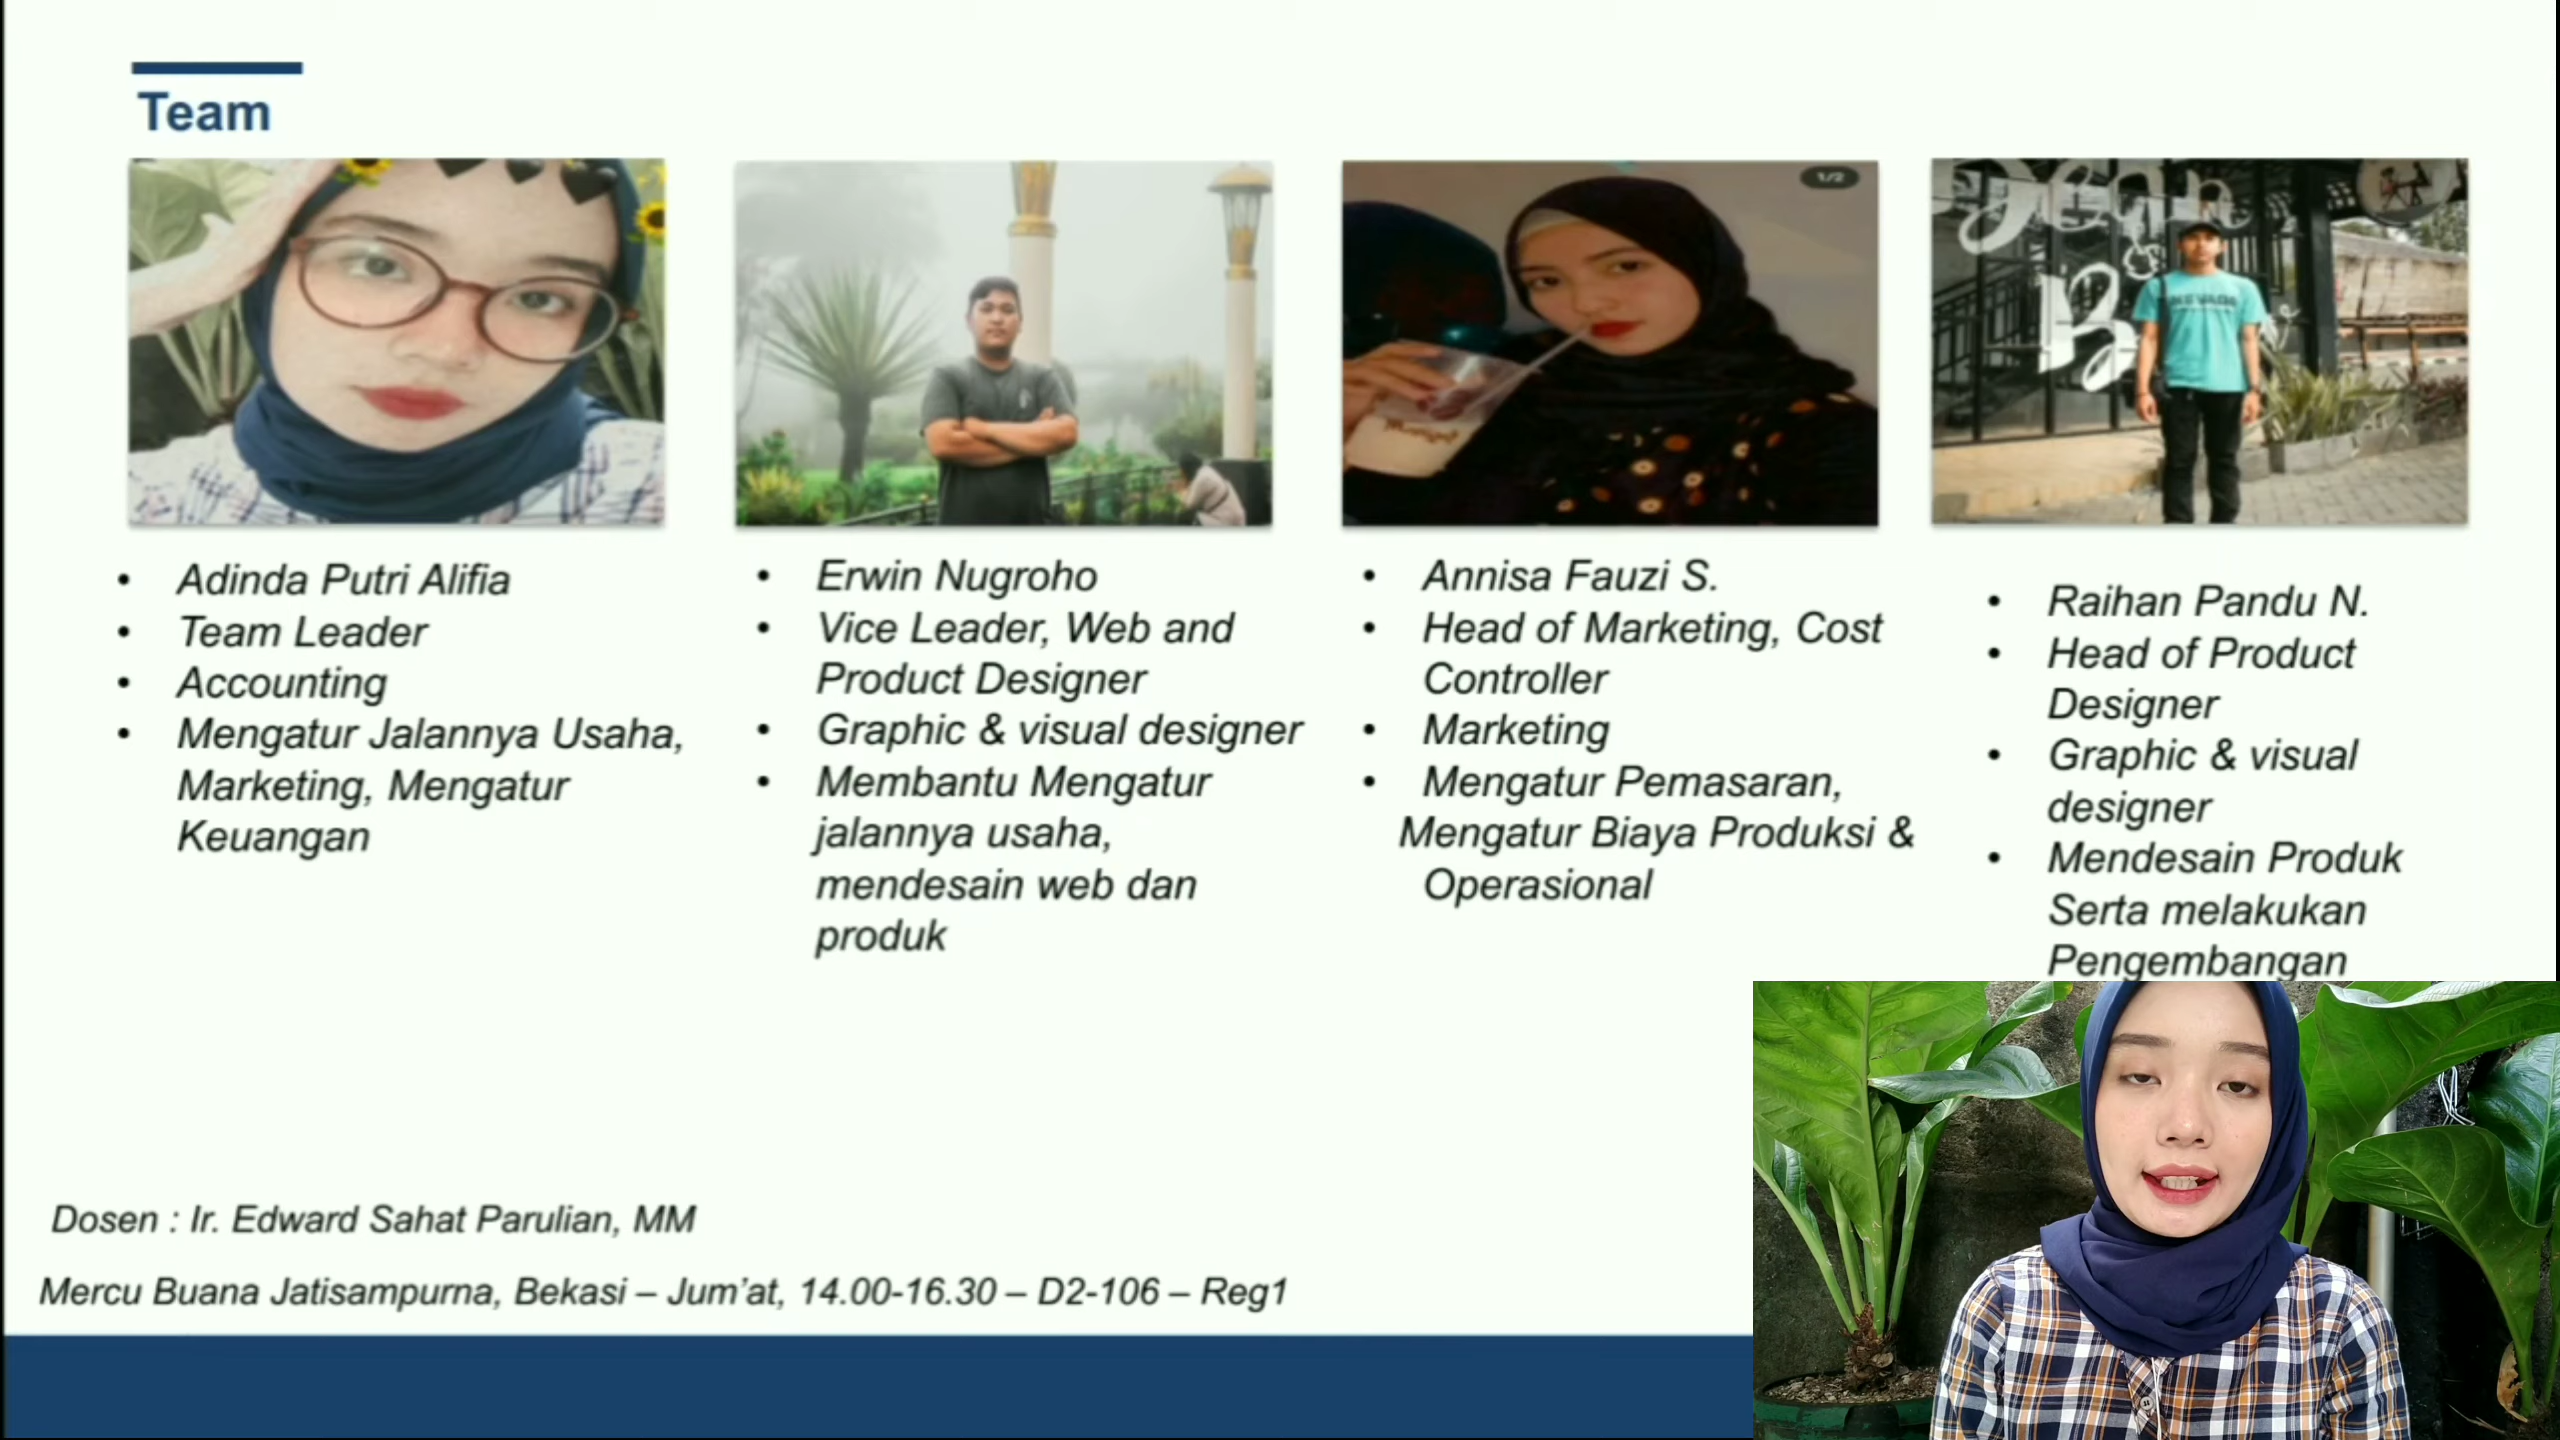 Team
1/2
Adinda Putri Alifia
Team Leader
Accounting
Mengatur Jalannya Usaha,
Marketing, Mengatur
Keuangan
Erwin Nugroho
Vice Leader, Web and
Product Designer
Graphic & visual designer
Membantu Mengatur
jalannya usaha,
mendesain web dan
produk
Annisa Fauzi S.
Head of Marketing, Cost
Controller
Marketing
Mengatur Pemasaran,
Mengatur Biaya Produksi &
Operasional
Raihan Pandu N.
Head of Product
Designer
Graphic & visual
designer
Mendesain Produk
Serta melakukan
Pengembangan
Dosen : Ir. Edward Sahat Parulian, MM
Mercu Buana Jatisampurna, Bekasi – Jum’at, 14.00-16.30 – D2-106 – Reg1